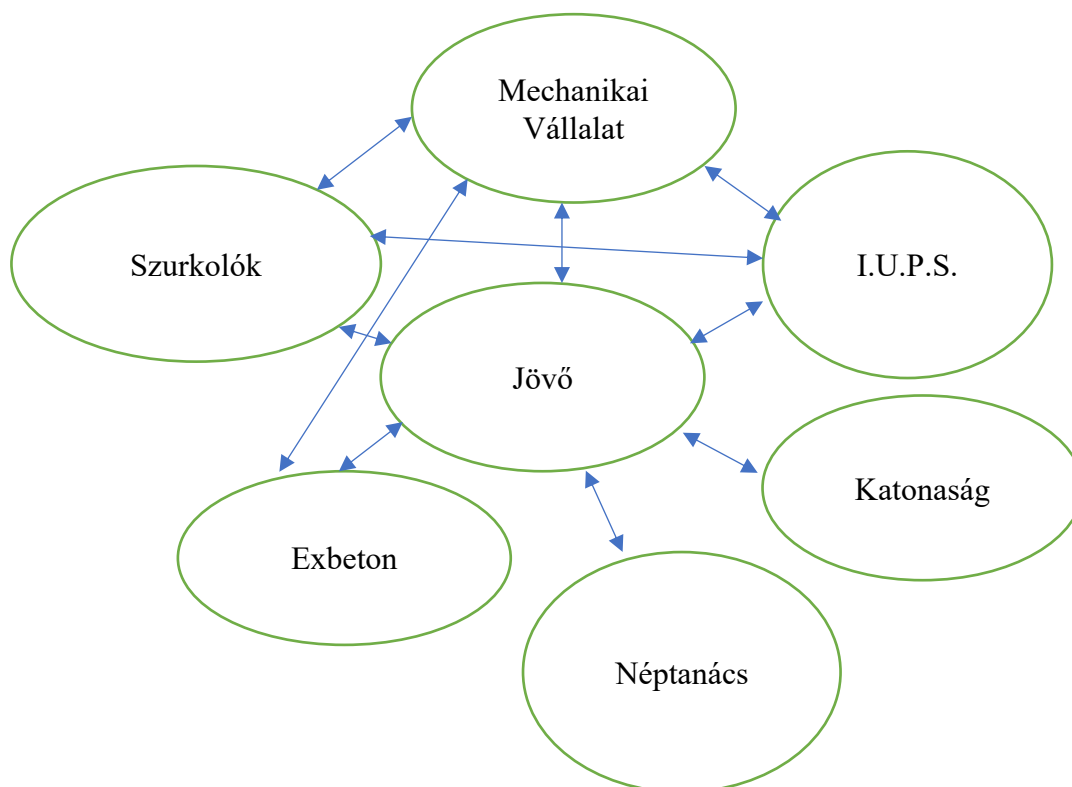 Mechanikai
Vállalat
Szurkolók
I.U.P.S.
Jövő
Katonaság
Exbeton
Néptanács